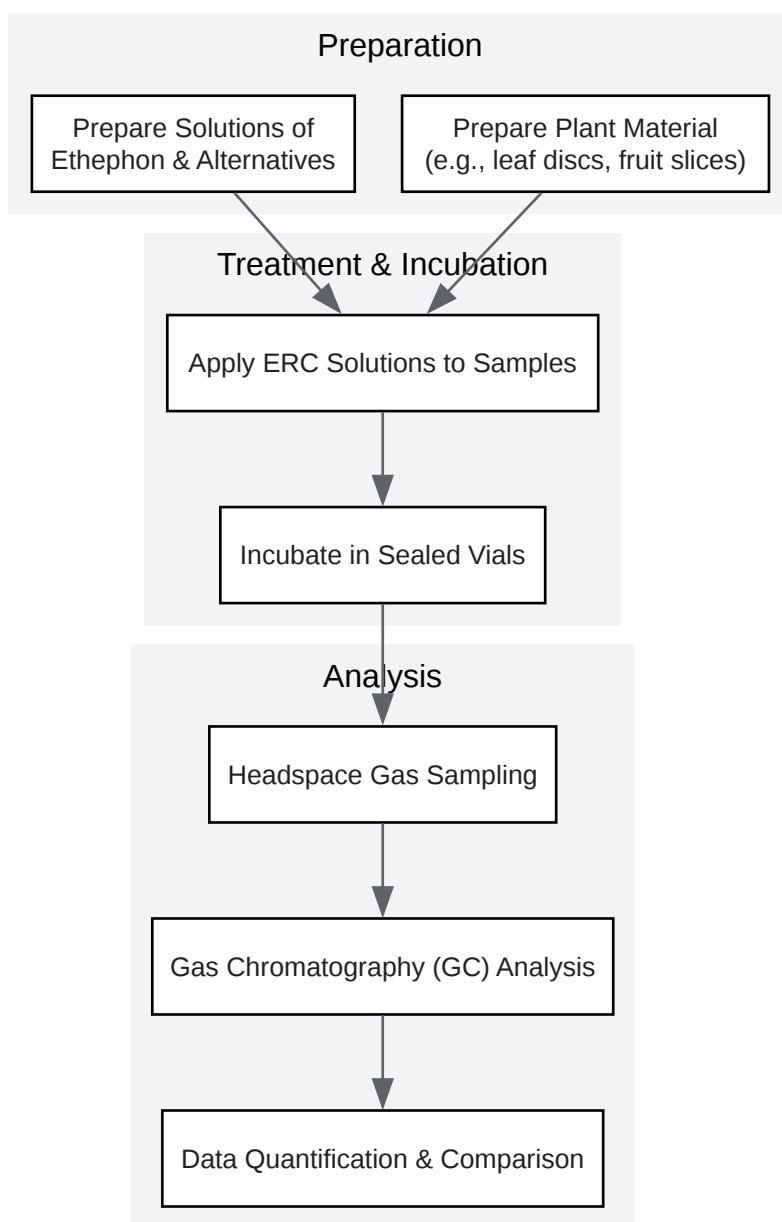 Preparation
Prepare Solutions of
Ethephon & Alternatives
Prepare Plant Material
(e.g., leaf discs, fruit slices)
Treatment & Incubation
Apply ERC Solutions to Samples
Incubate in Sealed Vials
Analysis
Headspace Gas Sampling
Gas Chromatography (GC) Analysis
Data Quantification & Comparison